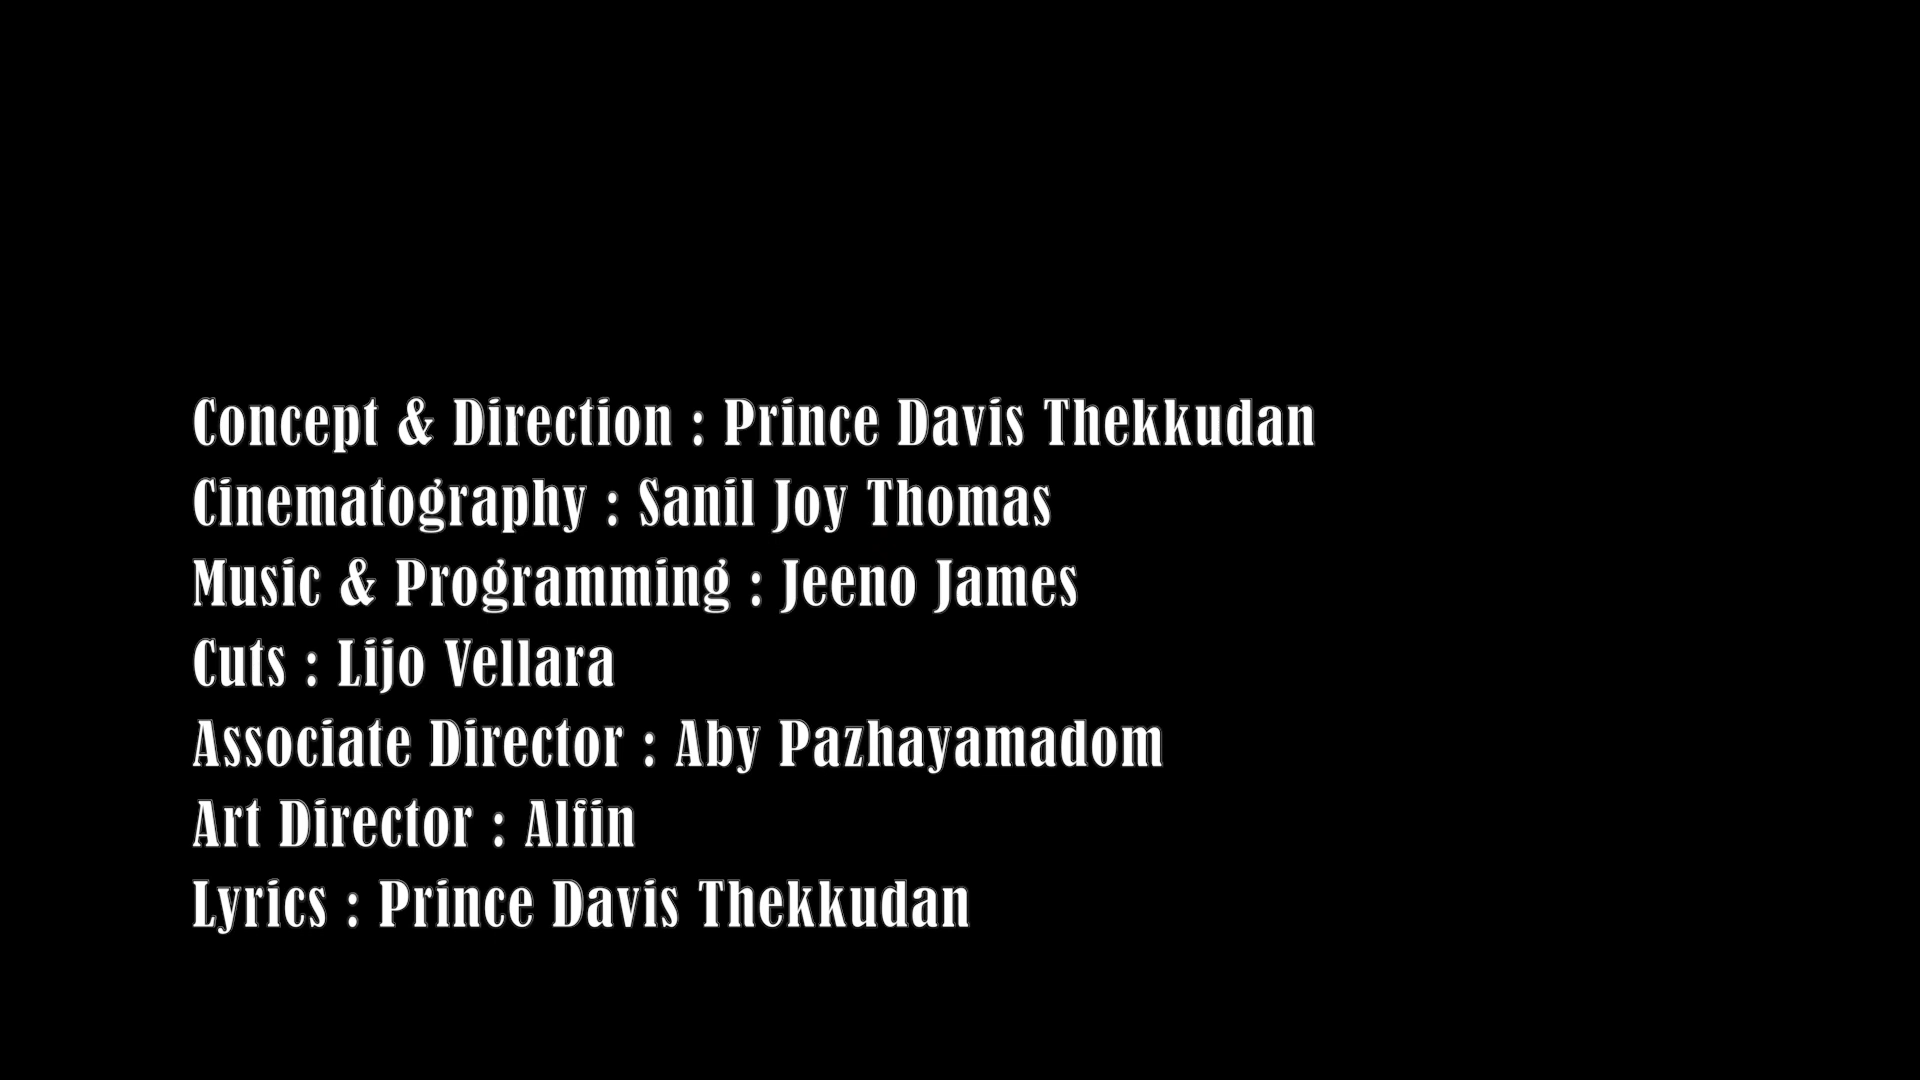 Concept & Direction : Prince Davis Thekkudan
Cinematography : Sanil Joy Thomas
Music & Programming : Jeeno James
Cuts : Lijo Vellara
Associate Director : Aby Pazhayamadom
Art Director : Alfin
Lyrics : Prince Davis Thekkudan